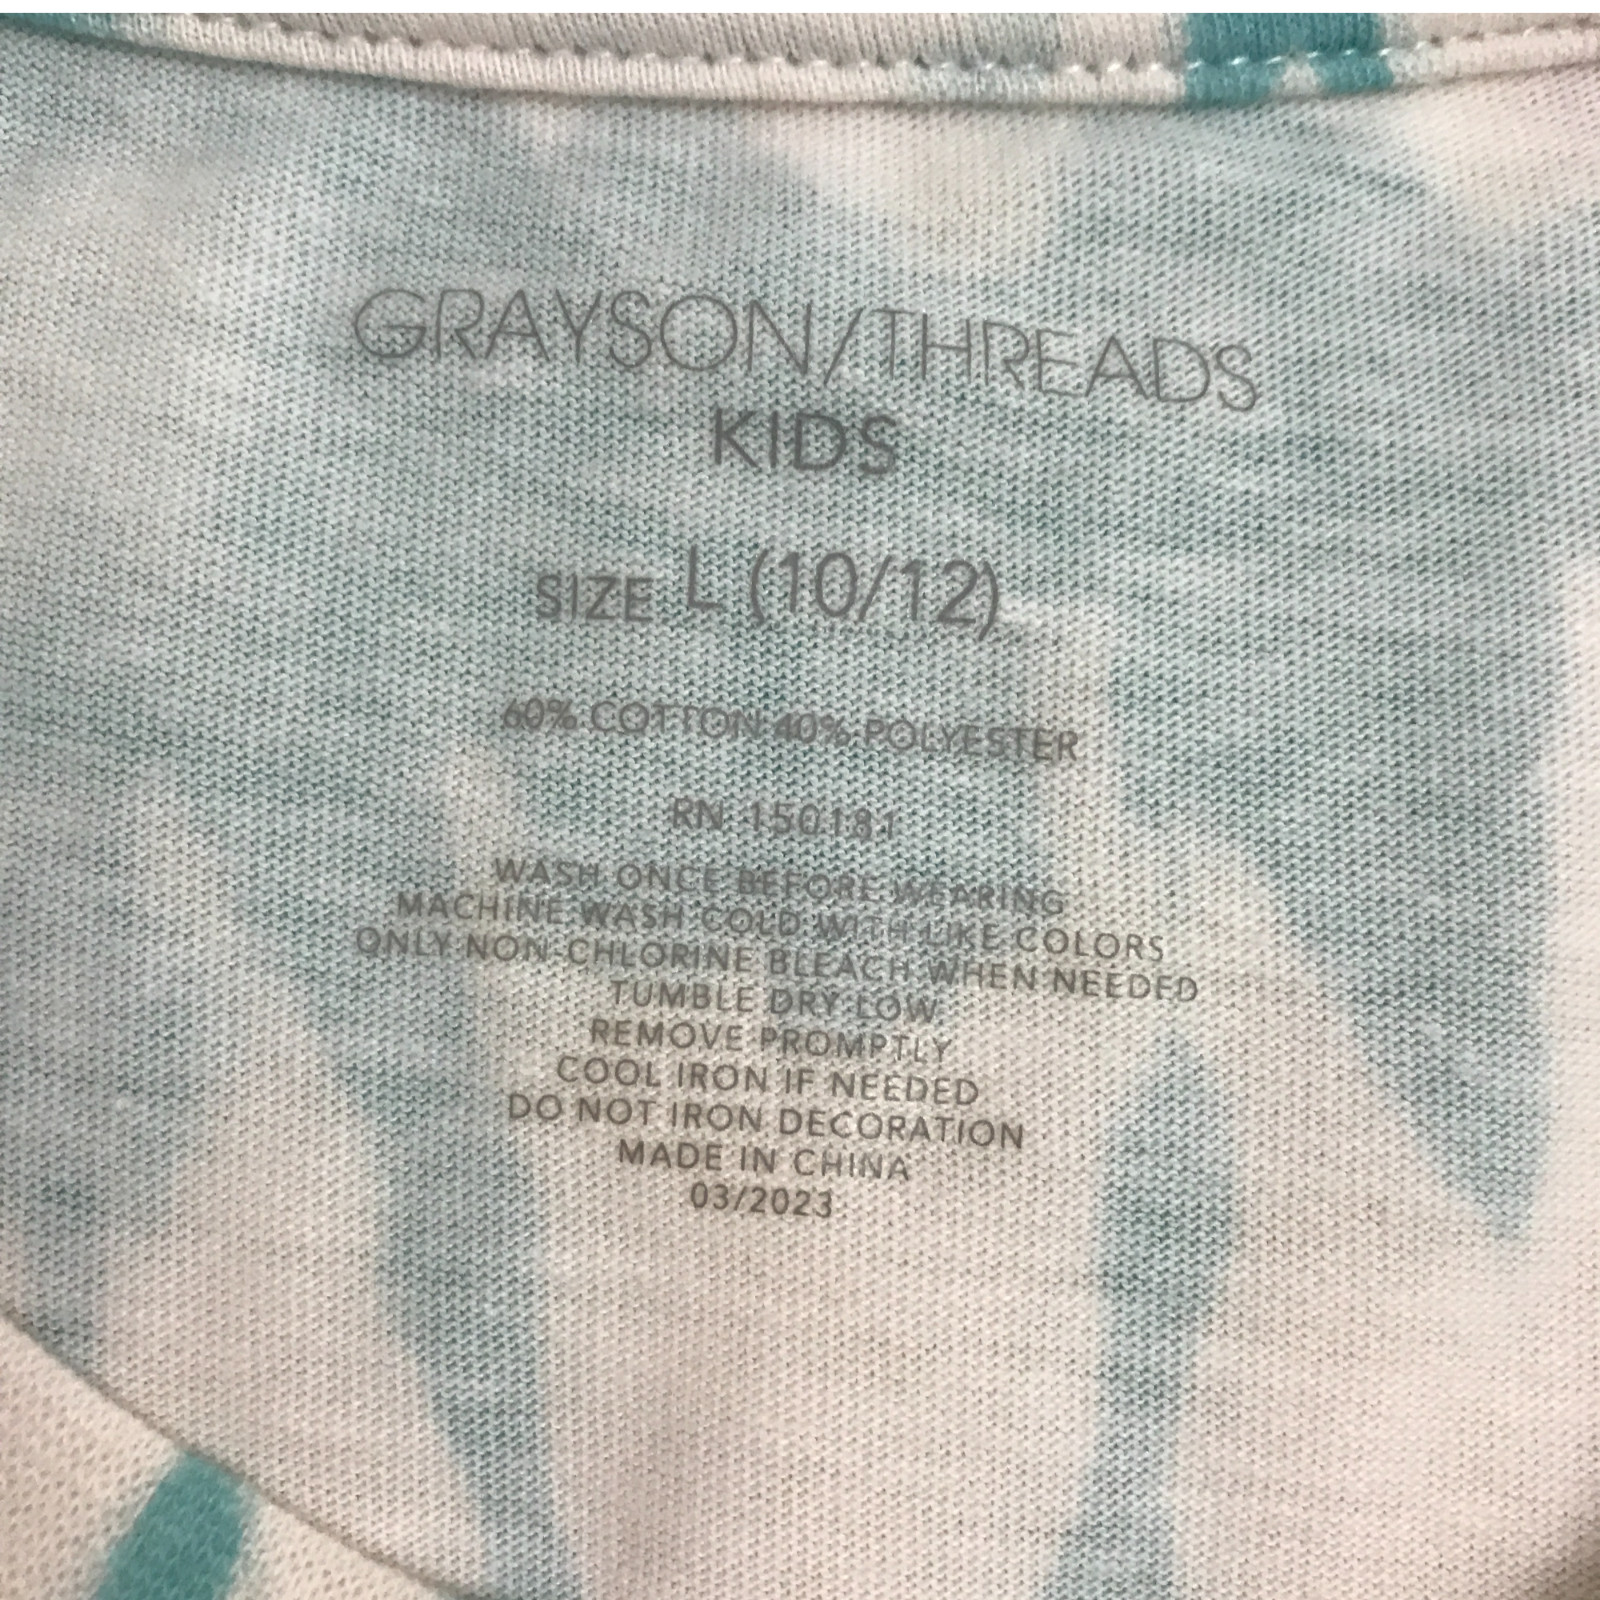 GRAYSON/THREADS
KIDS
SIZE L (10/12)
60% COTTON 40% POLYESTER
RN 150181
WASH ONCE BEFORE WEARING
MACHINE WASH COLD WITH LIKE COLORS
ONLY NON-CHLORINE BLEACH WHEN NEEDED
TUMBLE DRY LOW
REMOVE PROMPTLY
COOL IRON IF NEEDED
DO NOT IRON DECORATION
MADE IN CHINA
03/2023